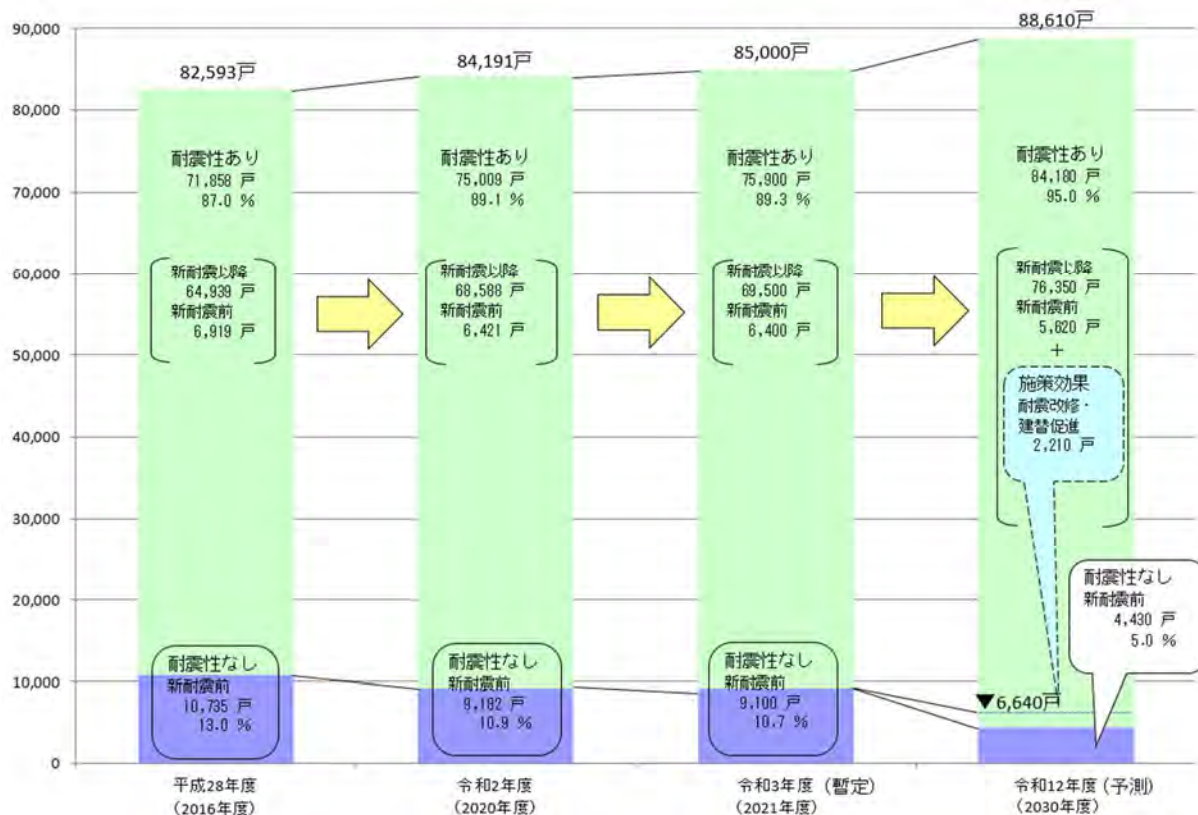 90,000
80,000
70,000
60,000
50,000
40,000
30,000
20,000
10,000
0
82,593戸
耐震性あり
71,858 戸
87.0 %
新耐震以降
64,939 戸
新耐震前
6,919 戸
耐震性なし
新耐震前
10,735 戸
13.0 %
平成28年度
(2016年度)
84,191戸
耐震性あり
75,009 戸
89.1 %
新耐震以降
68,588 戸
新耐震前
6,421 戸
耐震性なし
新耐震前
9,182 戸
10.9 %
令和2年度
(2020年度)
85,000戸
耐震性あり
75,900 戸
89.3 %
新耐震以降
69,500 戸
新耐震前
6,400 戸
耐震性なし
新耐震前
9,100 戸
10.7 %
令和3年度 (暫定)
(2021年度)
88,610戸
耐震性あり
84,180 戸
95.0 %
新耐震以降
76,350 戸
新耐震前
5,620 戸
+
施策効果
耐震改修・
建替促進
2,210 戸
▼6,640戸
耐震性なし
新耐震前
4,430 戸
5.0 %
令和12年度 (予測)
(2030年度)